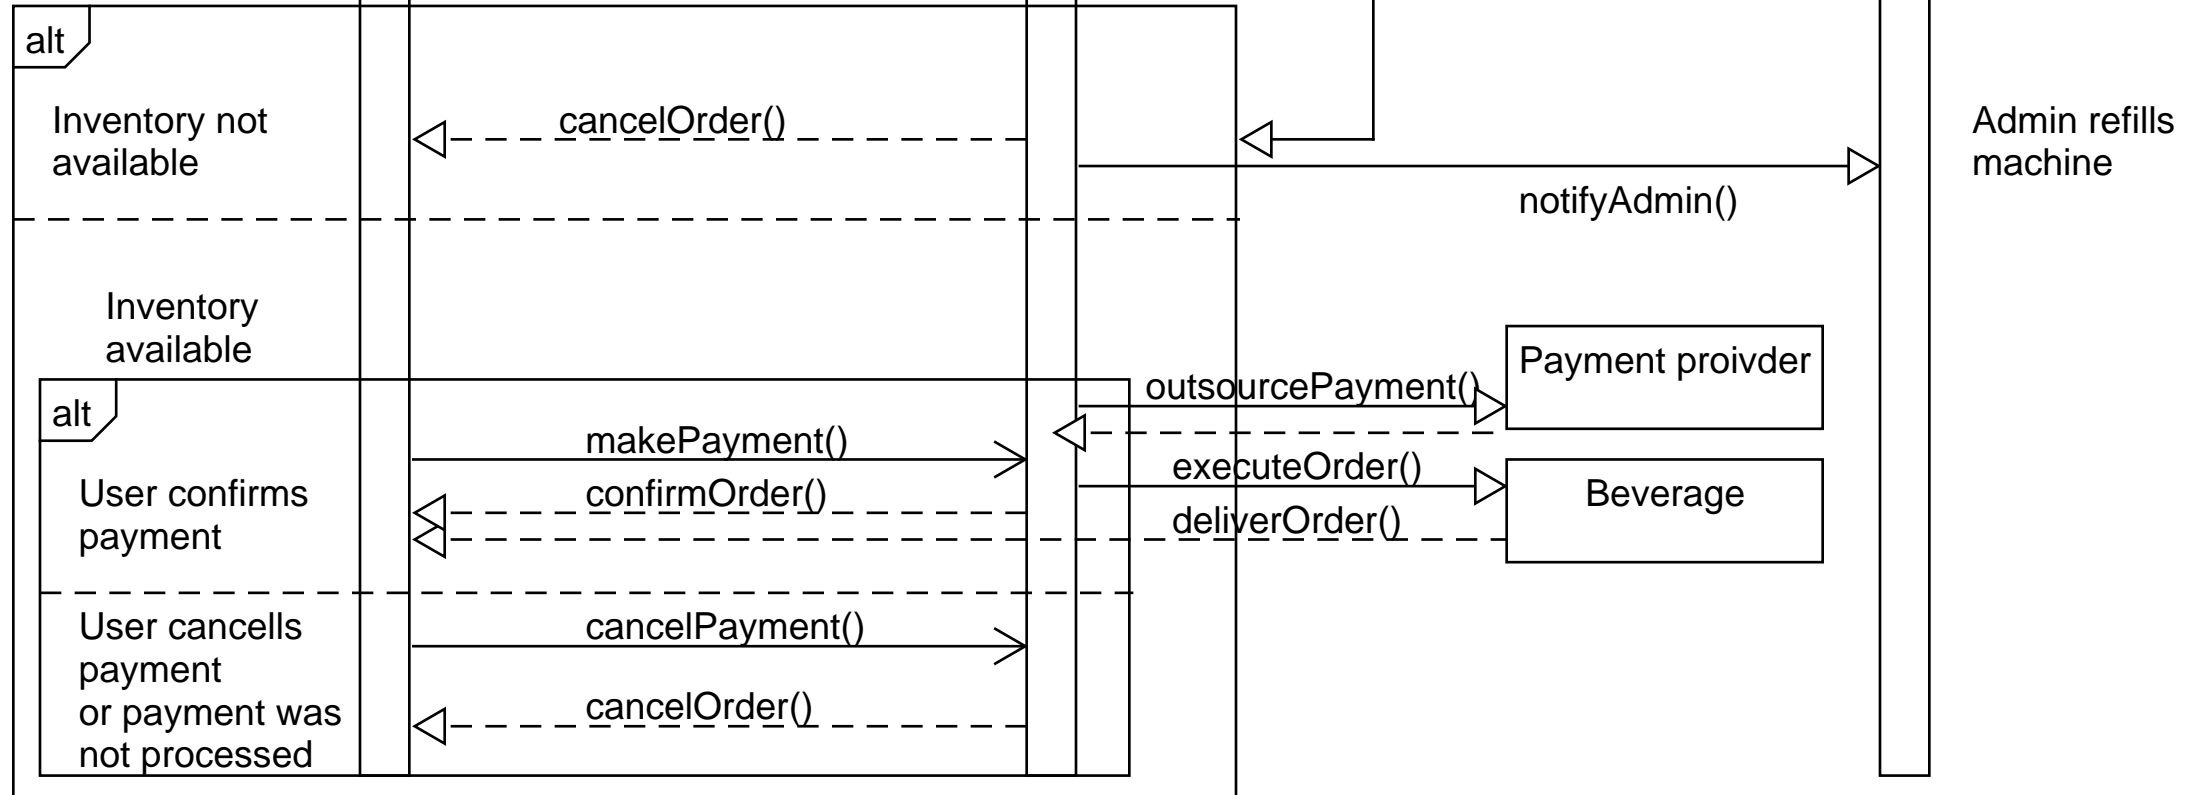 alt
Inventory not
available
cancelOrder()
notifyAdmin()
Admin refills
machine
Inventory
available
alt
outsourcePayment()
Payment proivder
makePayment()
executeOrder()
User confirms
payment
confirmOrder()
deliverOrder()
Beverage
User cancells
payment
or payment was
not processed
cancelPayment()
cancelOrder()